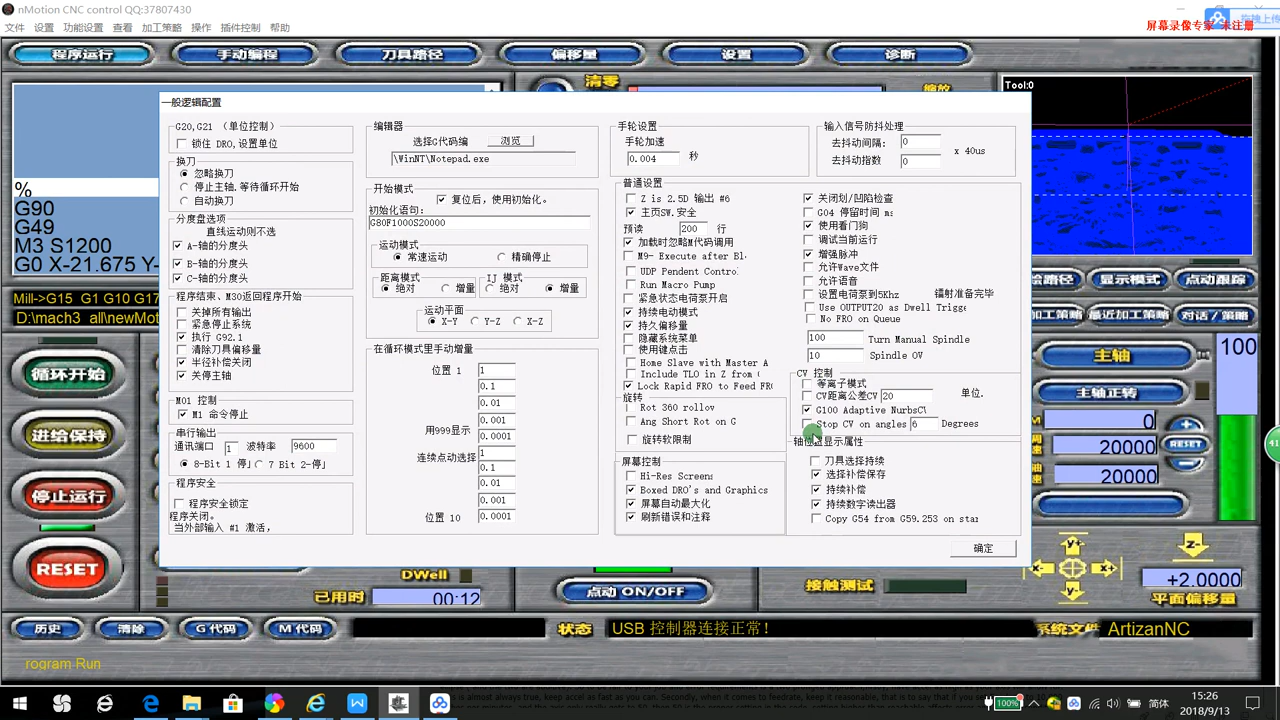 nMotion CNC control QQ:37807430
文件 设置 功能设置 查看 加工策略 操作 插件控制 帮助
屏幕录像专家 未注册
程序运行 手动编程 刀具路径 偏移量 设置 诊断
清零
Tool:0
%
G90
G49
M3 S1200
G0 X-21.675 Y-
Mill->G15 G1 G10 G17
D:\mach3 all\newMot
循环开始
进给保持
停止运行
RESET
一般逻辑配置
G20,G21 （单位控制）
锁住 DRO,设置单位
换刀
忽略换刀
停止主轴,等待循环开始
自动换刀
分度盘选项
直线运动则不选
A-轴的分度头
B-轴的分度头
C-轴的分度头
程序结束、M30返回程序开始
关掉所有输出
紧急停止系统
执行 G92.1
清除刀具偏移量
半径补偿关闭
关停主轴
M01 控制
M1 命令停止
串行输出
通讯端口 1 波特率 9600
8-Bit 1 停 7 Bit 2-停
程序安全
程序安全锁定
程序关闭。
当外部输入 #1 激活,
编辑器
选择G代码编 浏览
\WinNT\Notepad.exe
开始模式
复位后, 使用初始化。
初始化语句:
G80F1000S20000
运动模式
常速运动 精确停止
距离模式
绝对 增量
IJ 模式
绝对 增量
运动平面
X-Y Y-Z X-Z
在循环模式里手动增量
位置 1 1
0.1
0.01
0.001
用999显示 0.0001
连续点动选择 1
0.1
0.01
0.001
位置 10 0.0001
手轮设置
手轮加速
0.004 秒
普通设置
Z is 2.5D 输出 #6
主页SW.安全
预读 200 行
加载时忽略M代码调用
M9- Execute after Bl
UDP Pendent Contro
Run Macro Pump
紧急状态电荷泵开启
持续电动模式
持久偏移量
隐藏系统菜单
使用键点击
Home Slave with Master A
Include TLO in Z from
Lock Rapid FRO to Feed FR
旋转
Rot 360 rollov
Ang Short Rot on G
旋转软限制
屏幕控制
Hi-Res Screens
Boxed DRO's and Graphics
屏幕自动最大化
刷新错误和注释
输入信号防抖处理
去抖动间隔: 0
去抖动指数 0
x 40us
关闭划/凹陷检查
G04 停留时间 ms
使用看门狗
调试当前运行
增强脉冲
允许Wave文件
允许语音
设置电荷泵到5Khz 镭射准备完毕
Use OUTPUT20 as Dwell Trigge
No FRO on Queue
100 Turn Manual Spindle
10 Spindle OV
CV 控制
等离子模式
CV距离公差CV 20 单位.
G100 Adaptive NurbsCV
Stop CV on angles 6 Degrees
刀具选择持续
选择补偿保存
持续补偿
持续数字读出器
Copy G54 from G59.253 on star
确定
显示模式 点动跟踪
最近加工策略 对话 / 策略
主轴 100
主轴正转
0
20000 RESET
20000
+2.0000
平面偏移量
DWell
已用时 00:12
点动 ON/OFF
接触测试
历史 清除 G 代码 M 代码
状态 USB 控制器连接正常!
系统文件 ArtizanNC
rogram Run
100% 简体 15:26
2018/9/13